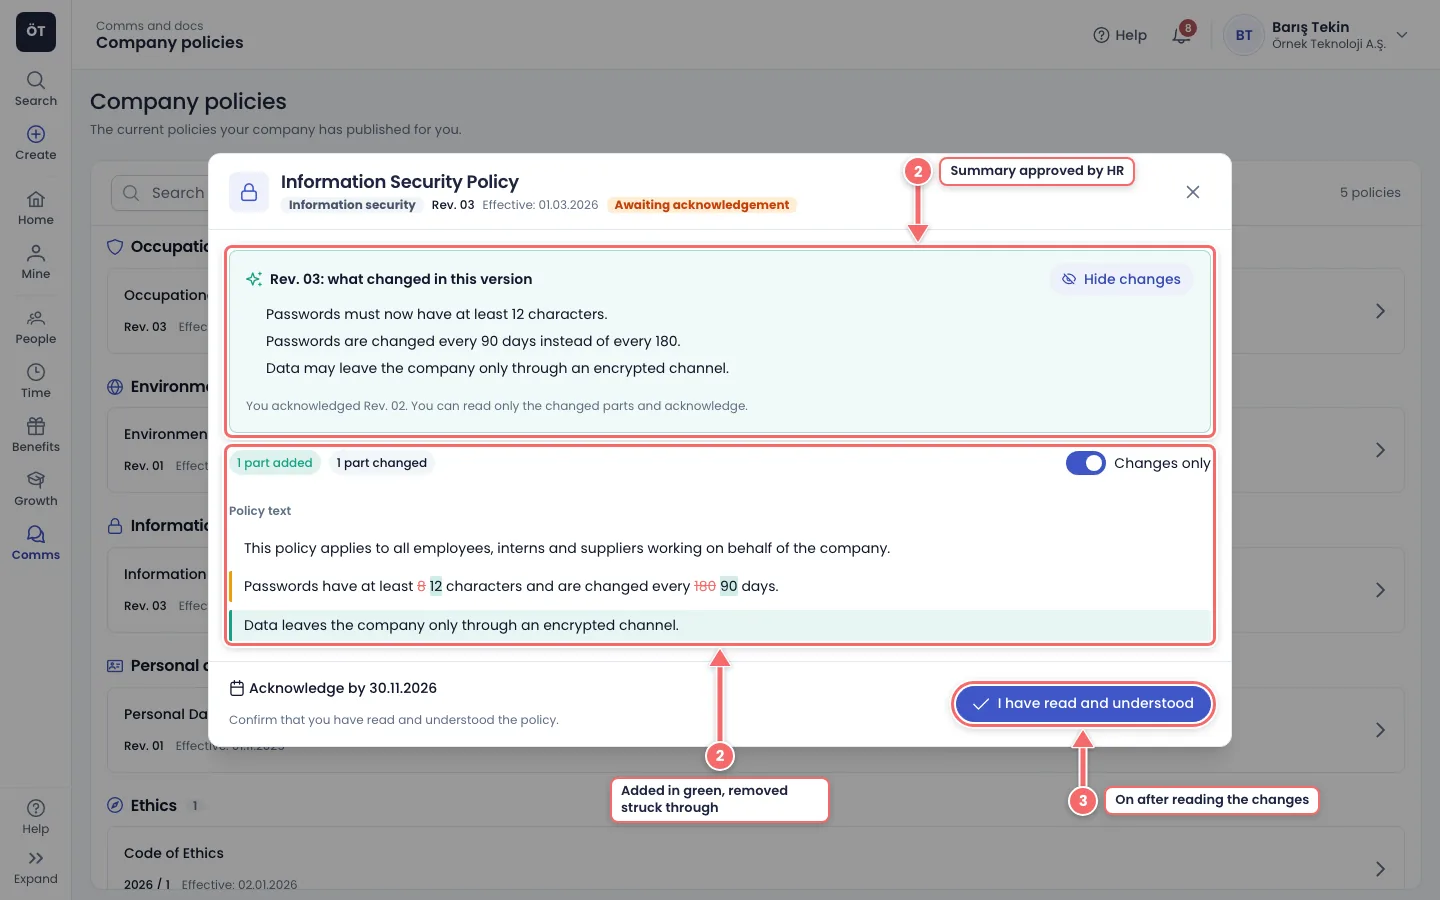 ÖT
Comms and docs
Company policies
Help
8
BT
Barış Tekin
Örnek Teknoloji A.Ş.
Search
Create
Home
Mine
People
Time
Benefits
Growth
Comms
Help
Expand
Company policies
The current policies your company has published for you.
Search
5 policies
Occupatio
Occupation
Rev. 03 Effec
Environm
Environmen
Rev. 01 Effect
Informatio
Information
Rev. 03 Effec
Personal d
Personal Da
Rev. 01 Effective: 01.11.2026
Ethics 1
Code of Ethics
2026 / 1 Effective: 02.01.2026
Information Security Policy
Information security Rev. 03 Effective: 01.03.2026 Awaiting acknowledgement
2 Summary approved by HR
Rev. 03: what changed in this version
Hide changes
Passwords must now have at least 12 characters.
Passwords are changed every 90 days instead of every 180.
Data may leave the company only through an encrypted channel.
You acknowledged Rev. 02. You can read only the changed parts and acknowledge.
1 part added 1 part changed
Changes only
Policy text
This policy applies to all employees, interns and suppliers working on behalf of the company.
Passwords have at least 8 12 characters and are changed every 180 90 days.
Data leaves the company only through an encrypted channel.
Acknowledge by 30.11.2026
Confirm that you have read and understood the policy.
I have read and understood
2
Added in green, removed
struck through
3 On after reading the changes